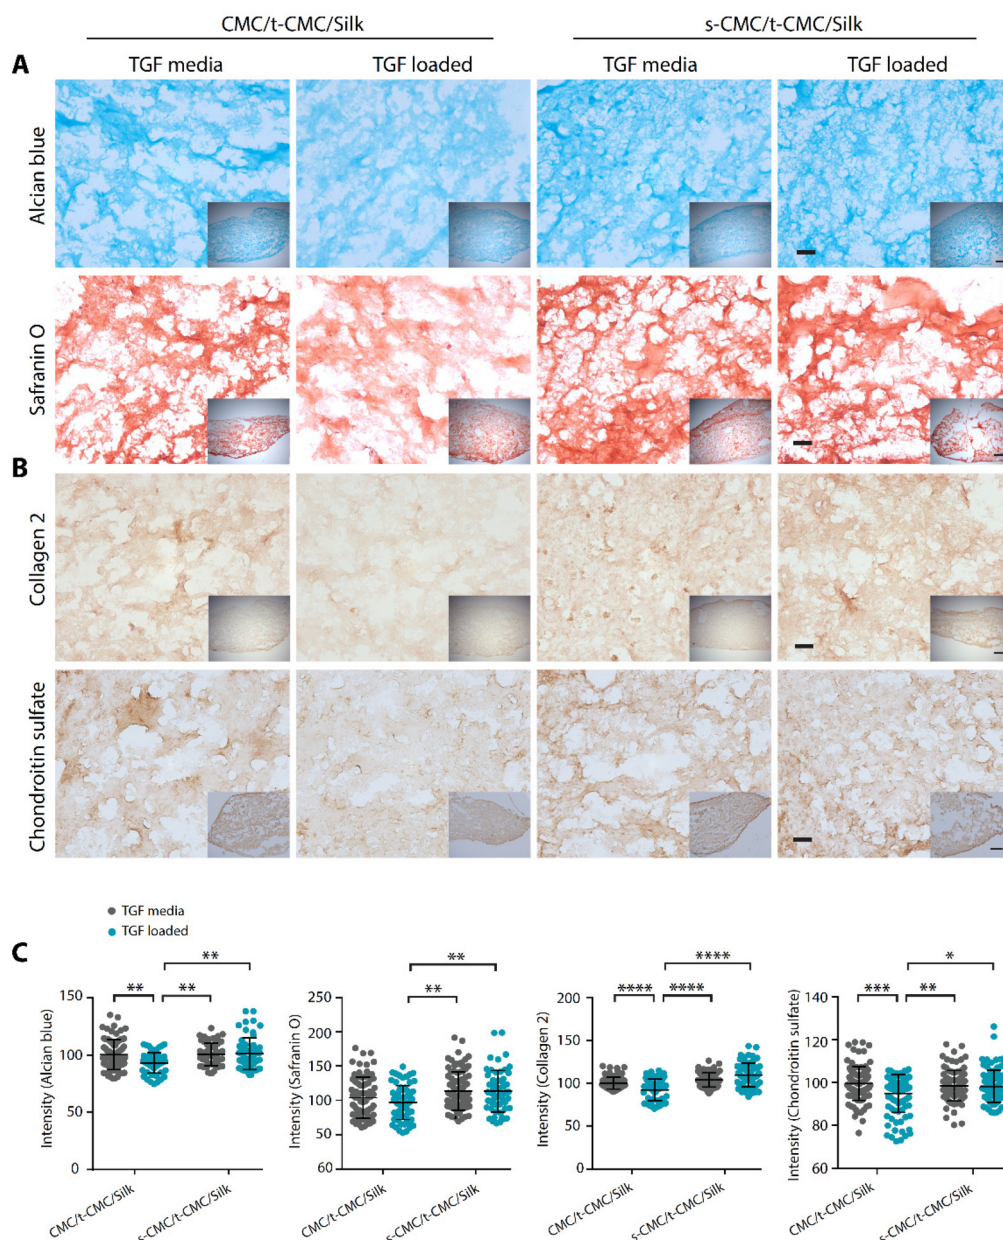 CMC/t-CMC/Silk
s-CMC/t-CMC/Silk
A
TGF media
TGF loaded
TGF media
TGF loaded
Alcian blue
Safranin O
B
Collagen 2
Chondroitin sulfate
TGF media
TGF loaded
C
Intensity (Alcian blue)
150
100
50
0
**
**
**
CMC/t-CMC/Silk
s-CMC/t-CMC/Silk
Intensity (Safranin O)
250
200
150
100
50
60
**
**
CMC/t-CMC/Silk
s-CMC/t-CMC/Silk
Intensity (Collagen 2)
200
150
100
50
0
****
****
****
CMC/t-CMC/Silk
s-CMC/t-CMC/Silk
Intensity (Chondroitin sulfate)
140
120
100
80
60
***
**
*
CMC/t-CMC/Silk
s-CMC/t-CMC/Silk